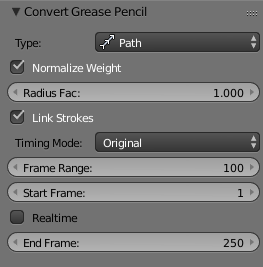 Convert Grease Pencil
Type: Path
Normalize Weight
Radius Fac: 1.000
Link Strokes
Timing Mode: Original
Frame Range: 100
Start Frame: 1
Realtime
End Frame: 250